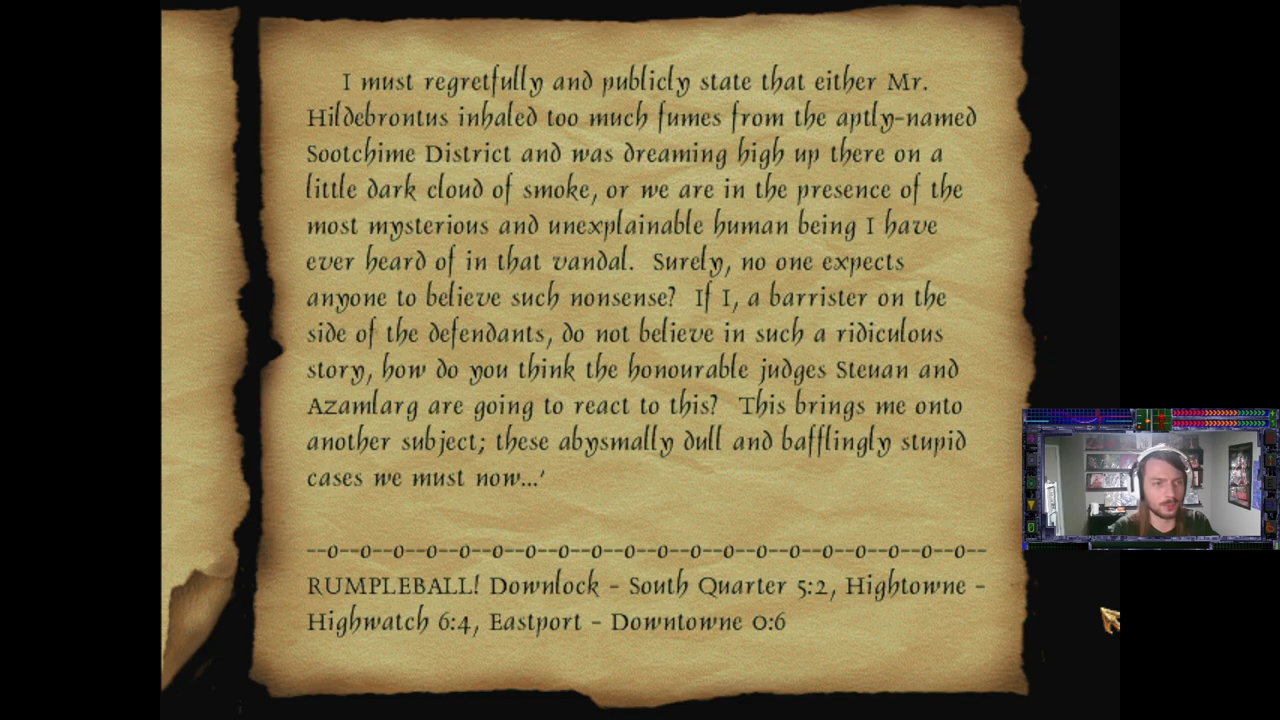 I must regretfully and publicly state that either Mr.
Hildebrontus inhaled too much fumes from the aptly-named
Sootchime District and was dreaming high up there on a
little dark cloud of smoke, or we are in the presence of the
most mysterious and unexplainable human being I have
ever heard of in that vandal.  Surely, no one expects
anyone to believe such nonsense?  If I, a barrister on the
side of the defendants, do not believe in such a ridiculous
story, how do you think the honourable judges Steuan and
Azamlarg are going to react to this?  This brings me onto
another subject; these abysmally dull and bafflingly stupid
cases we must now...'
--o--o--o--o--o--o--o--o--o--o--o--o--o--o--o--o--o--o--o--o--
RUMPLEBALL! Downlock - South Quarter 5:2, Hightowne -
Highwatch 6:4, Eastport - Downtowne 0:6